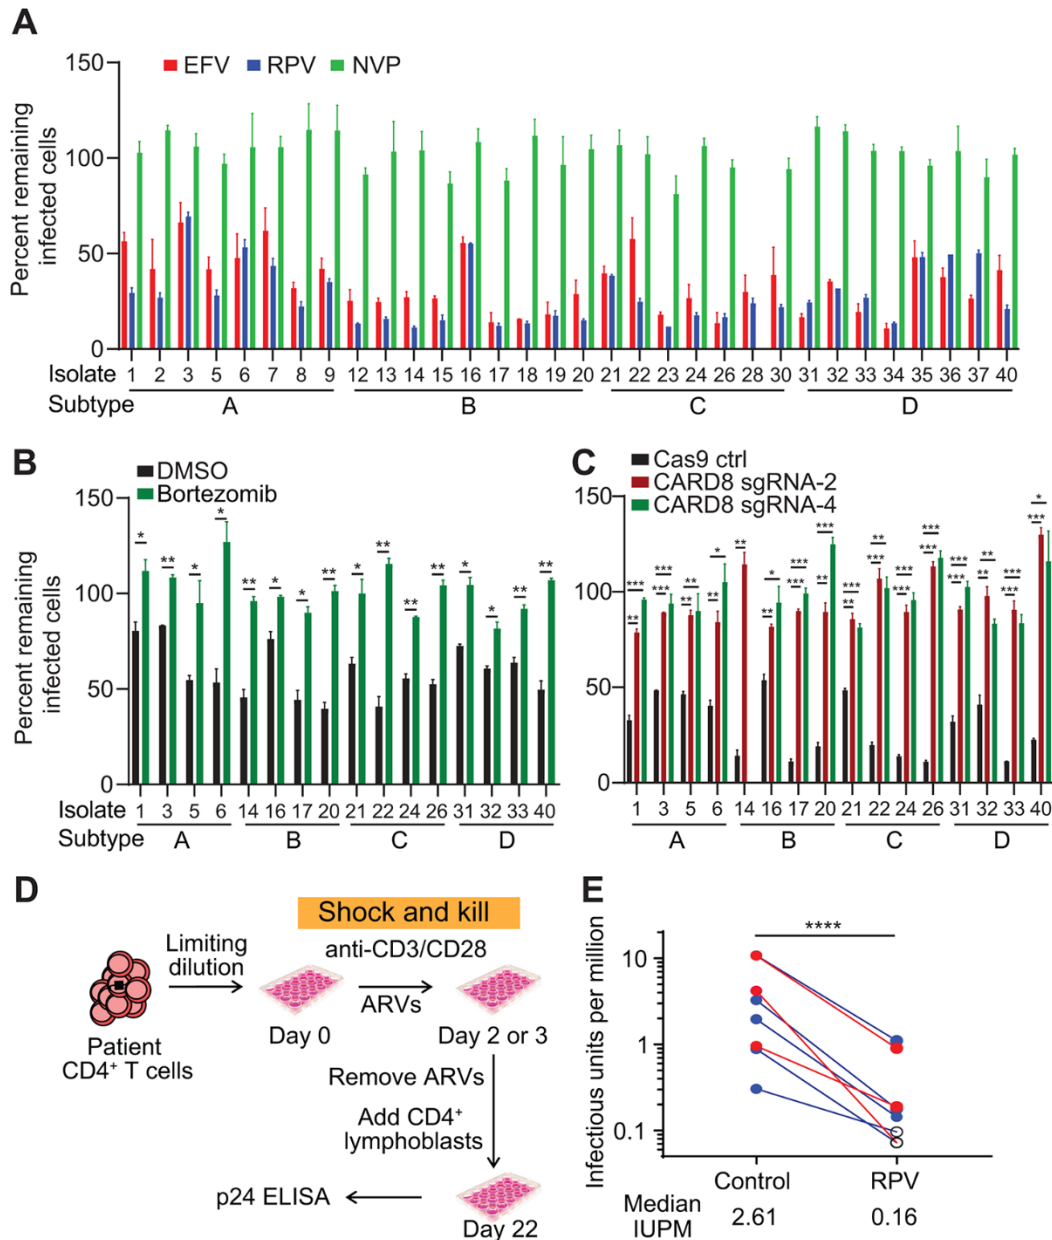 A
EFV RPV NVP
Percent remaining
infected cells
150
100
50
0
Isolate 1 2 3 5 6 7 8 9 12 13 14 15 16 17 18 19 20 21 22 23 24 26 28 30 31 32 33 34 35 36 37 40
Subtype A B C D
B
DMSO
Bortezomib
Percent remaining
infected cells
150
100
50
0
* ** * * ** * * ** * ** ** ** * * ** **
Isolate 1 3 5 6 14 16 17 20 21 22 24 26 31 32 33 40
Subtype A B C D
C
Cas9 ctrl
CARD8 sgRNA-2
CARD8 sgRNA-4
150
100
50
0
*** *** ** * ** * *** *** *** ** *** *** *** ** *** *
** *** ** ** *** ** ** *** *** *** *** ** *** ***
1 3 5 6 14 16 17 20 21 22 24 26 31 32 33 40
A B C D
D
Shock and kill
Limiting
dilution
anti-CD3/CD28
ARVs
Day 0
Day 2 or 3
Patient
CD4⁺ T cells
Remove ARVs
Add CD4⁺
lymphoblasts
p24 ELISA
Day 22
E
****
Infectious units per million
10
1
0.1
Control RPV
Median
IUPM
2.61 0.16